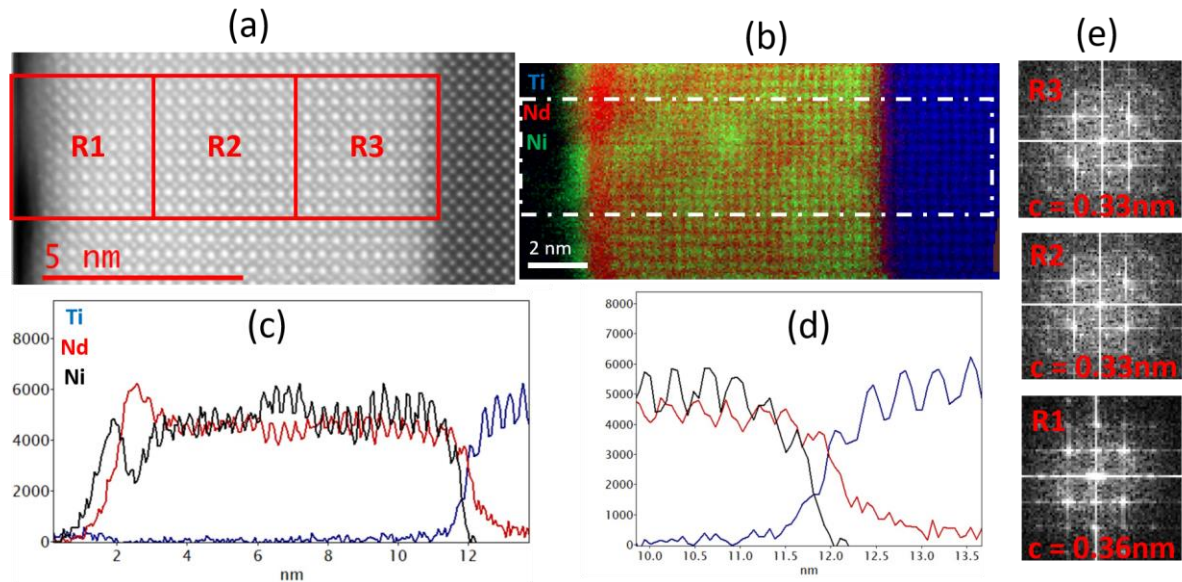 (a)
R1 R2 R3
5 nm
(b)
Ti
Nd
Ni
2 nm
(c)
Ti
Nd
Ni
8000
6000
4000
2000
0
2 4 6 8 10 12
nm
(d)
8000
7000
6000
5000
4000
3000
2000
1000
0
10.0 10.5 11.0 11.5 12.0 12.5 13.0 13.5
nm
(e)
R3
c = 0.33nm
R2
c = 0.33nm
R1
c = 0.36nm